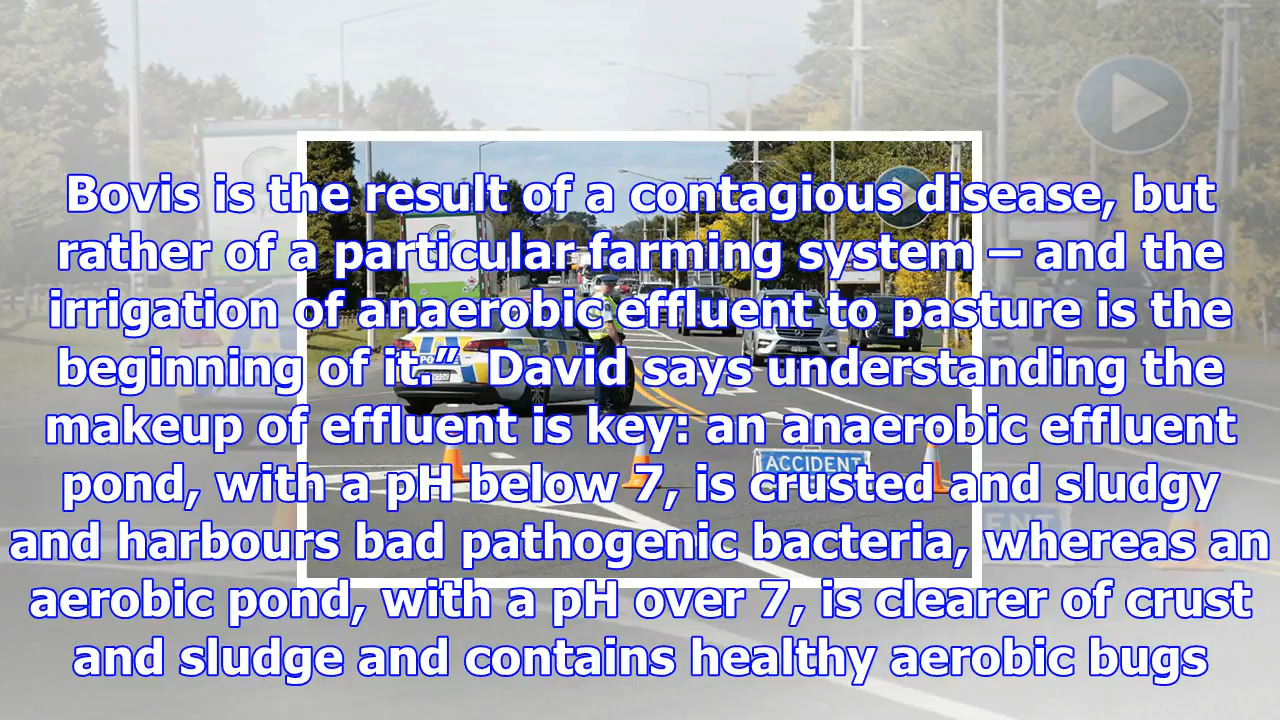 Bovis is the result of a contagious disease, but
rather of a particular farming system – and the
irrigation of anaerobic effluent to pasture is the
beginning of it.” David says understanding the
makeup of effluent is key: an anaerobic effluent
pond, with a pH below 7, is crusted and sludgy
and harbours bad pathogenic bacteria, whereas an
aerobic pond, with a pH over 7, is clearer of crust
and sludge and contains healthy aerobic bugs
ACCIDENT